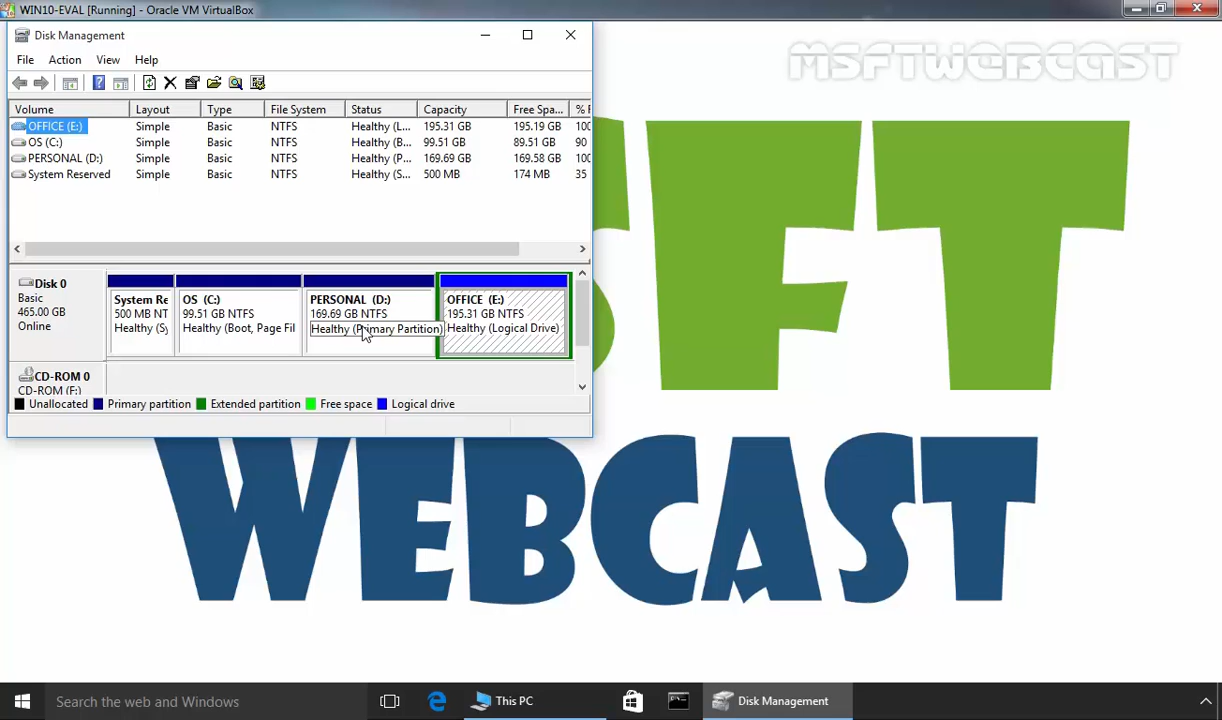 WIN10-EVAL [Running] - Oracle VM VirtualBox
Disk Management
File Action View Help
Volume Layout Type File System Status Capacity Free Spa... % F
OFFICE (E:) Simple Basic NTFS Healthy (L... 195.31 GB 195.19 GB 100
OS (C:) Simple Basic NTFS Healthy (B... 99.51 GB 89.51 GB 90
PERSONAL (D:) Simple Basic NTFS Healthy (P... 169.69 GB 169.58 GB 100
System Reserved Simple Basic NTFS Healthy (S... 500 MB 174 MB 35
Disk 0
Basic
465.00 GB
Online
System Re
500 MB NT
Healthy (Sy
OS (C:)
99.51 GB NTFS
Healthy (Boot, Page Fil
PERSONAL (D:)
169.69 GB NTFS
Healthy (Primary Partition)
OFFICE (E:)
195.31 GB NTFS
Healthy (Logical Drive)
CD-ROM 0
CD-ROM (F:)
Unallocated Primary partition Extended partition Free space Logical drive
MSFTWEBCAST
SFT
WEBCAST
Search the web and Windows
This PC
Disk Management